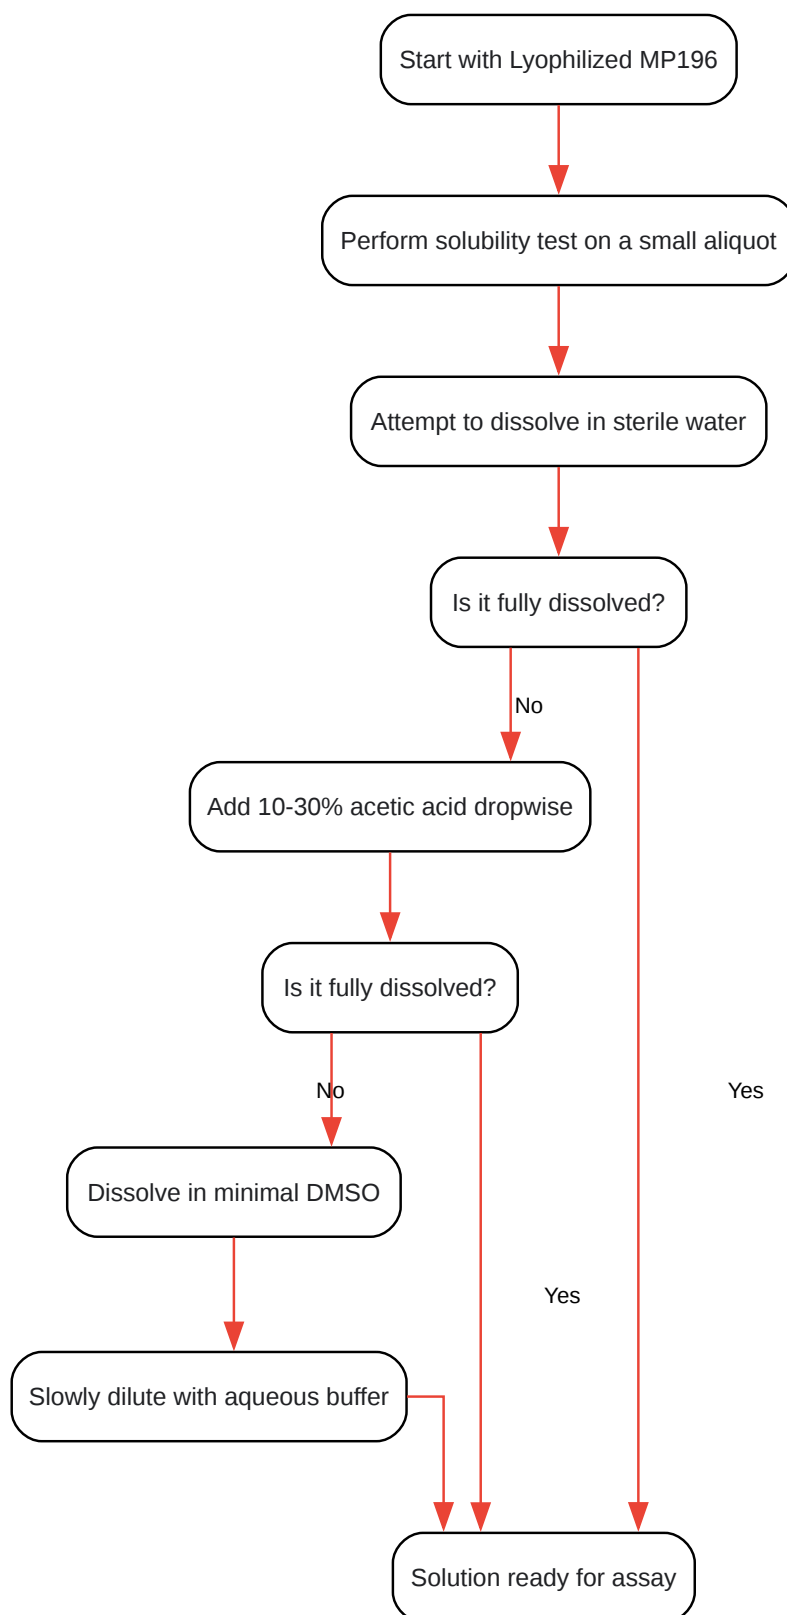 Start with Lyophilized MP196
Perform solubility test on a small aliquot
Attempt to dissolve in sterile water
Is it fully dissolved?
No
Add 10-30% acetic acid dropwise
Is it fully dissolved?
No
Yes
Dissolve in minimal DMSO
Yes
Slowly dilute with aqueous buffer
Solution ready for assay